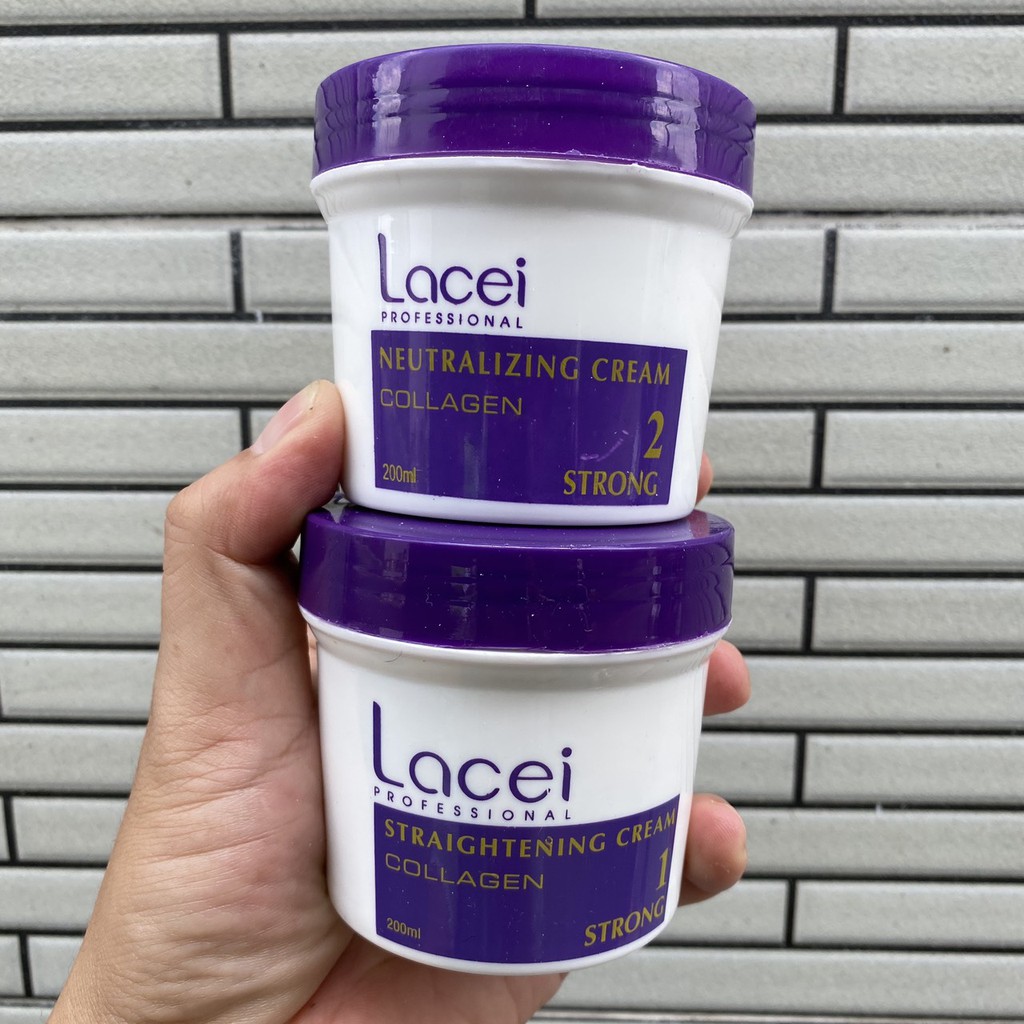 Lacei
PROFESSIONAL
NEUTRALIZING CREAM
COLLAGEN
2
200ml
STRONG
Lacei
PROFESSIONAL
STRAIGHTENING CREAM
COLLAGEN
1
200ml
STRONG